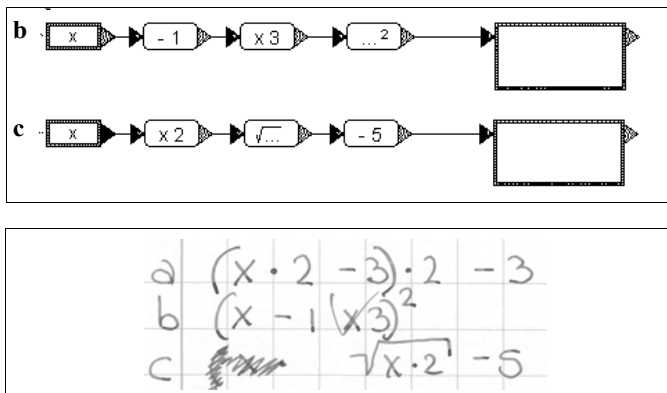 b x - 1 x 3 ...²
c x x 2 √... - 5
a (x · 2 - 3) · 2 - 3
b (x - 1)(x3)²
c √x · 2 - 5